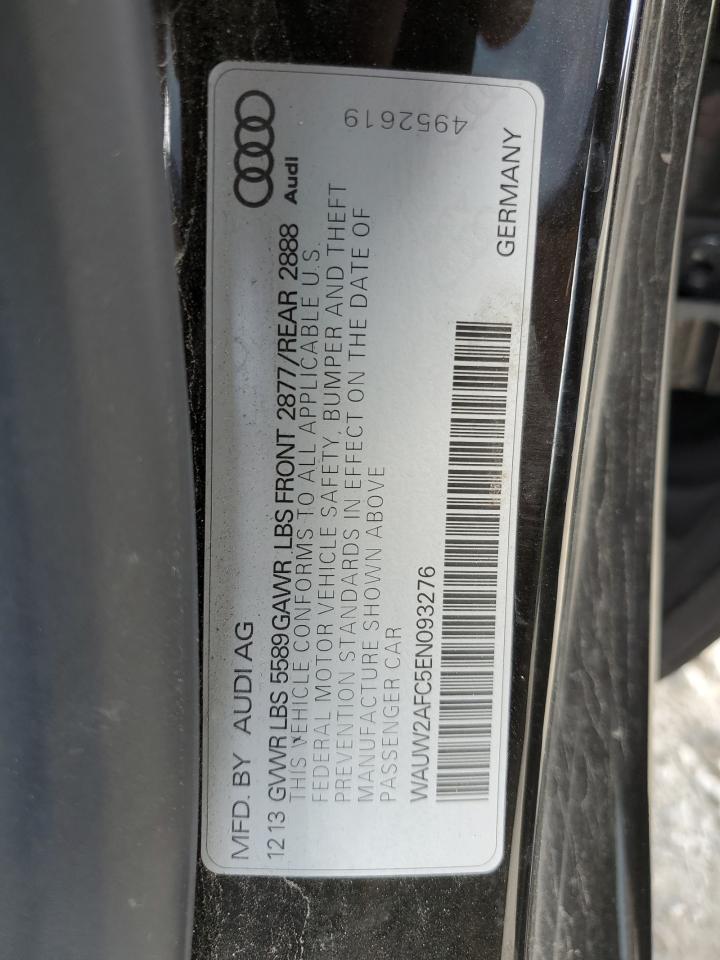 MFD. BY AUDI AG
Audi
12 13 GVWR LBS 5589 GAWR LBS FRONT 2877/REAR 2888
THIS VEHICLE CONFORMS TO ALL APPLICABLE U.S.
FEDERAL MOTOR VEHICLE SAFETY, BUMPER AND THEFT
PREVENTION STANDARDS IN EFFECT ON THE DATE OF
MANUFACTURE SHOWN ABOVE
PASSENGER CAR
4952619
WAUW2AFC5EN093276
GERMANY